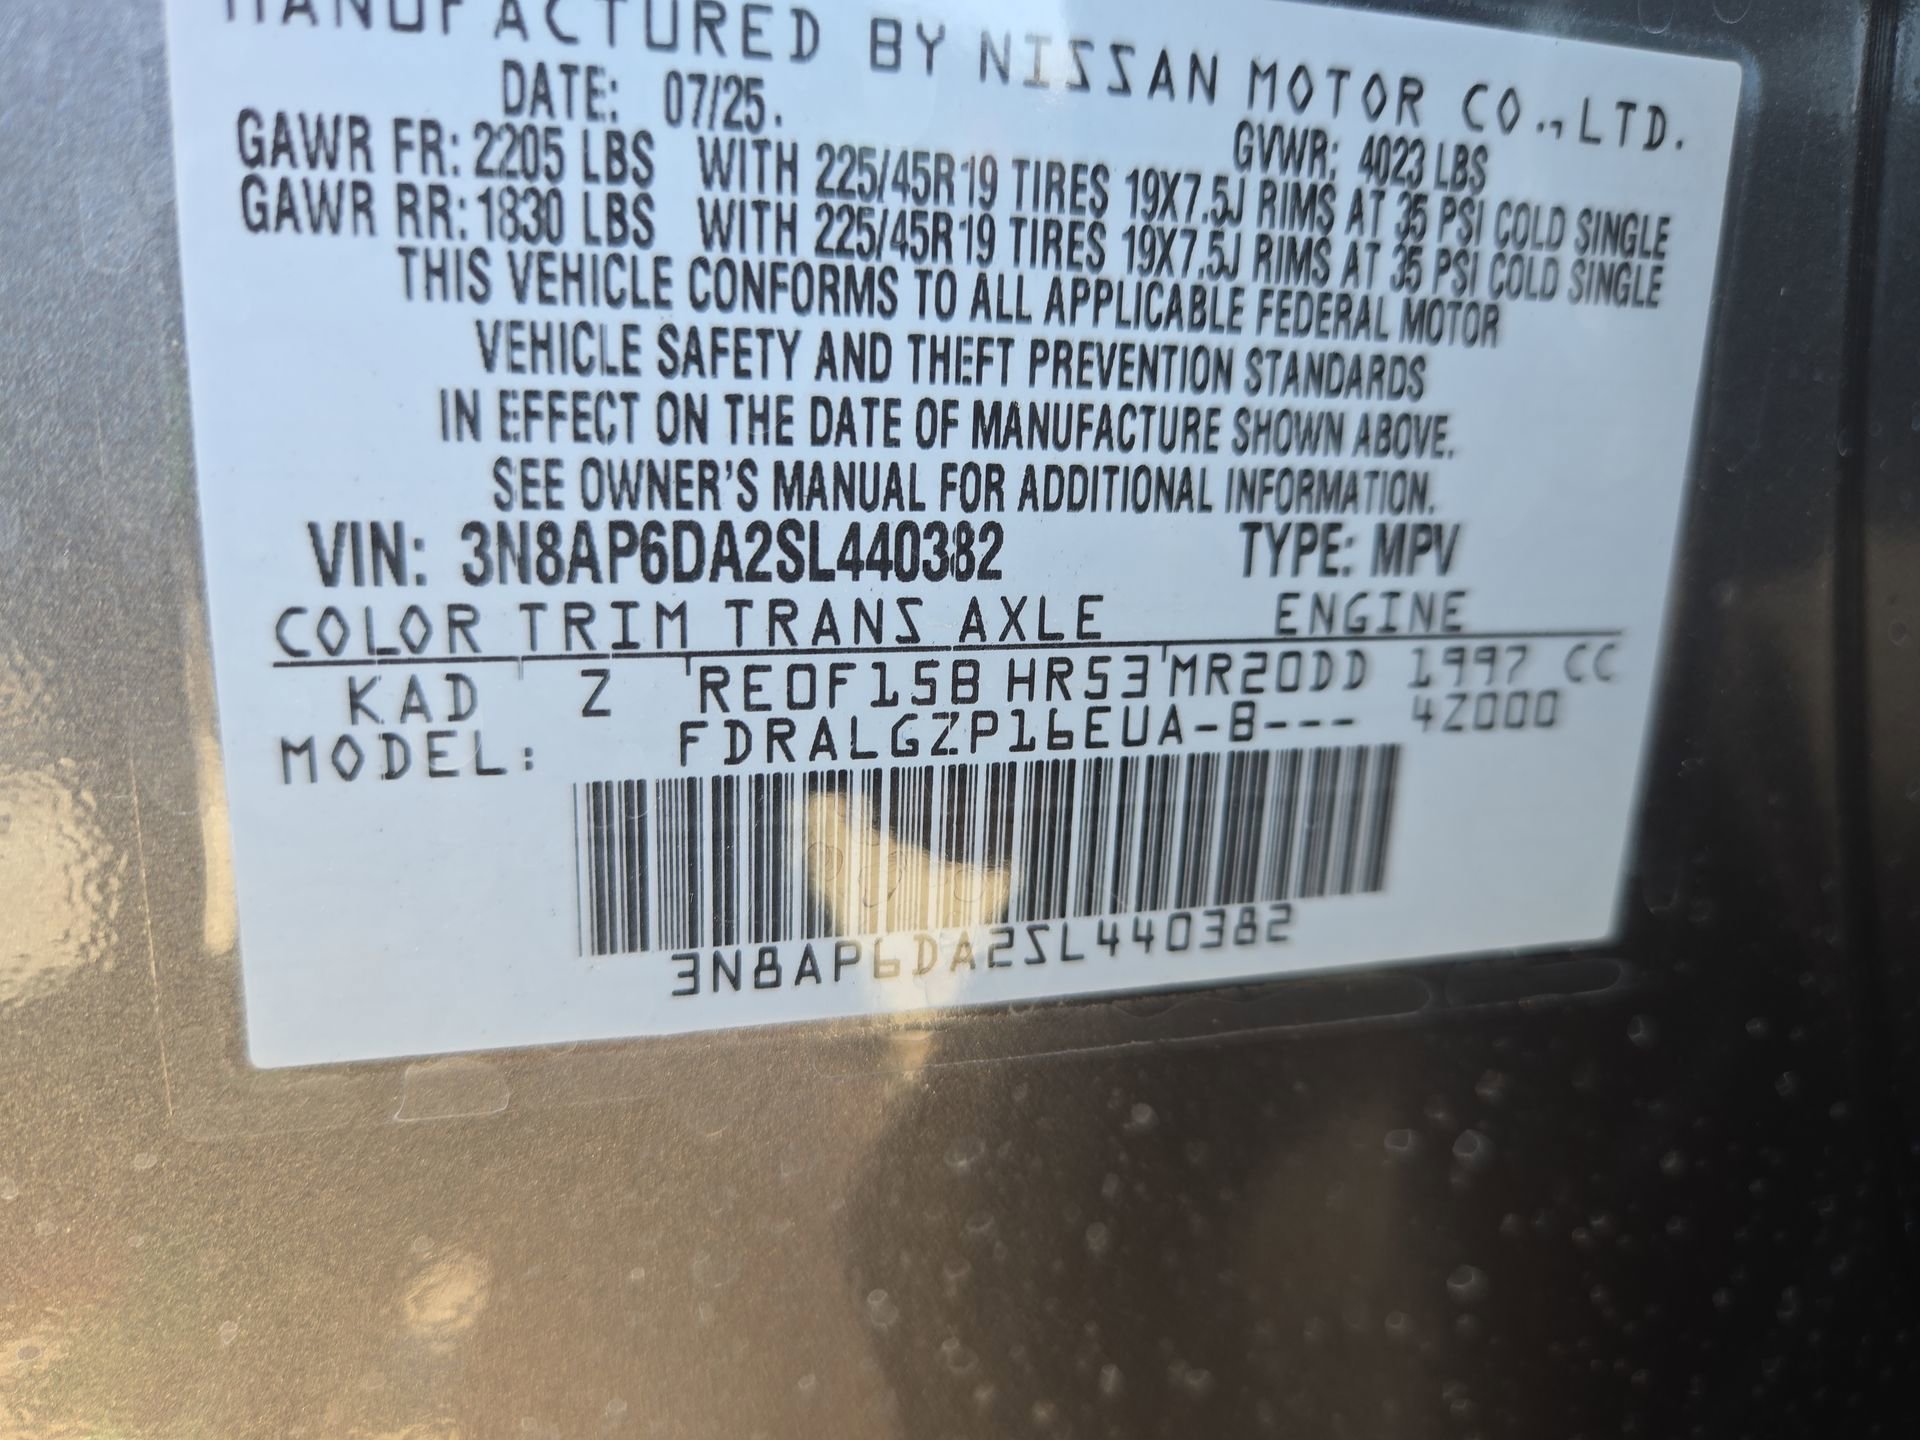 MANUFACTURED BY NISSAN MOTOR CO.,LTD.
DATE: 07/25. GVWR: 4023 LBS
GAWR FR: 2205 LBS WITH 225/45R19 TIRES 19X7.5J RIMS AT 35 PSI COLD SINGLE
GAWR RR: 1830 LBS WITH 225/45R19 TIRES 19X7.5J RIMS AT 35 PSI COLD SINGLE
THIS VEHICLE CONFORMS TO ALL APPLICABLE FEDERAL MOTOR
VEHICLE SAFETY AND THEFT PREVENTION STANDARDS
IN EFFECT ON THE DATE OF MANUFACTURE SHOWN ABOVE.
SEE OWNER'S MANUAL FOR ADDITIONAL INFORMATION.
VIN: 3N8AP6DA2SL440382 TYPE: MPV
COLOR TRIM TRANS AXLE ENGINE
KAD Z RE0F15B HR53 MR20DD 1997 CC
MODEL: FDRALGZP16EUA-B--- 4Z000
3N8AP6DA2SL440382